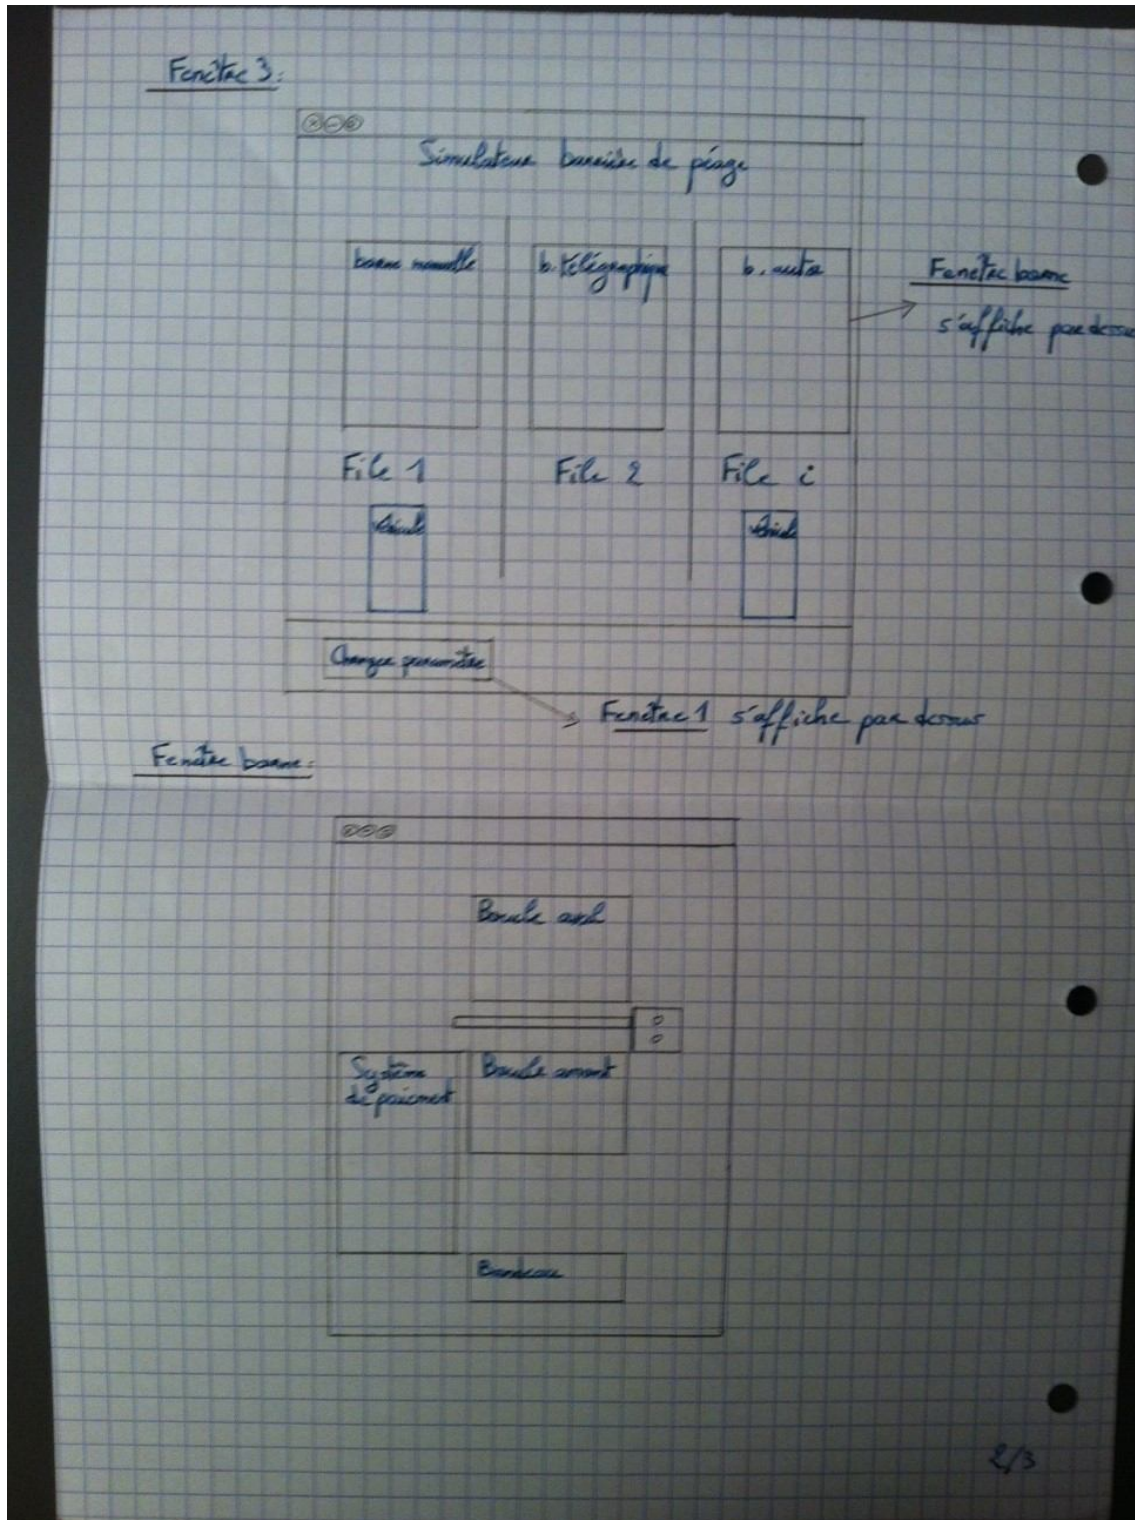 Fenêtre 3:
Simulateur barrière de péage
borne manuelle
b. télégraphique
b. auto
Fenêtre borne
s'affiche par dessus
File 1
File 2
File i
véhicule
véhicule
Changer paramètre
Fenêtre 1 s'affiche par dessus
Fenêtre borne:
Boucle aval
Système
de paiement
Boucle amont
Bandeau
2/3